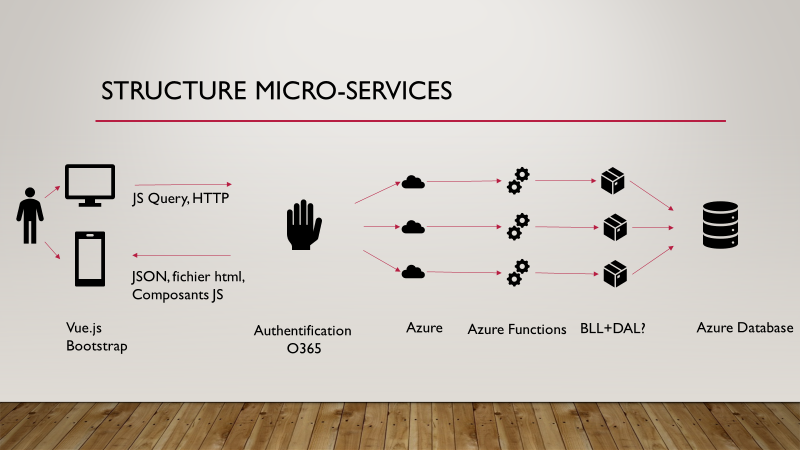 STRUCTURE MICRO-SERVICES
JS Query, HTTP
JSON, fichier html,
Composants JS
Vue.js
Bootstrap
Authentification
O365
Azure
Azure Functions
BLL+DAL?
Azure Database